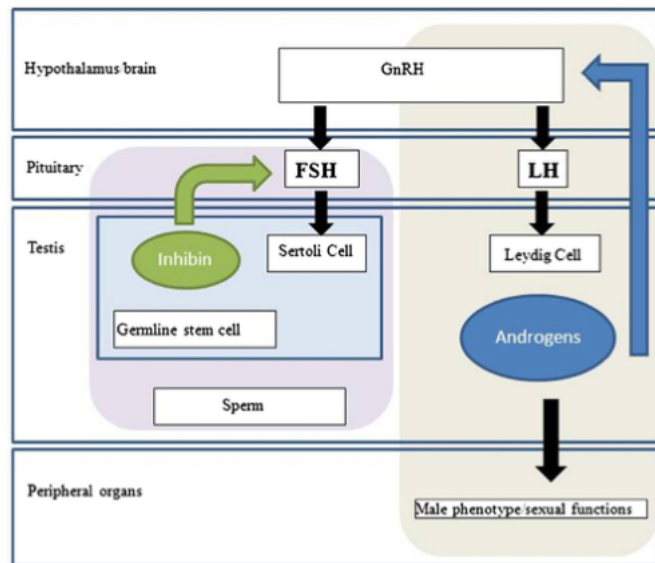 Hypothalamus/brain
GnRH
Pituitary
FSH
LH
Testis
Inhibin
Sertoli Cell
Leydig Cell
Germline stem cell
Androgens
Sperm
Peripheral organs
Male phenotype/sexual functions